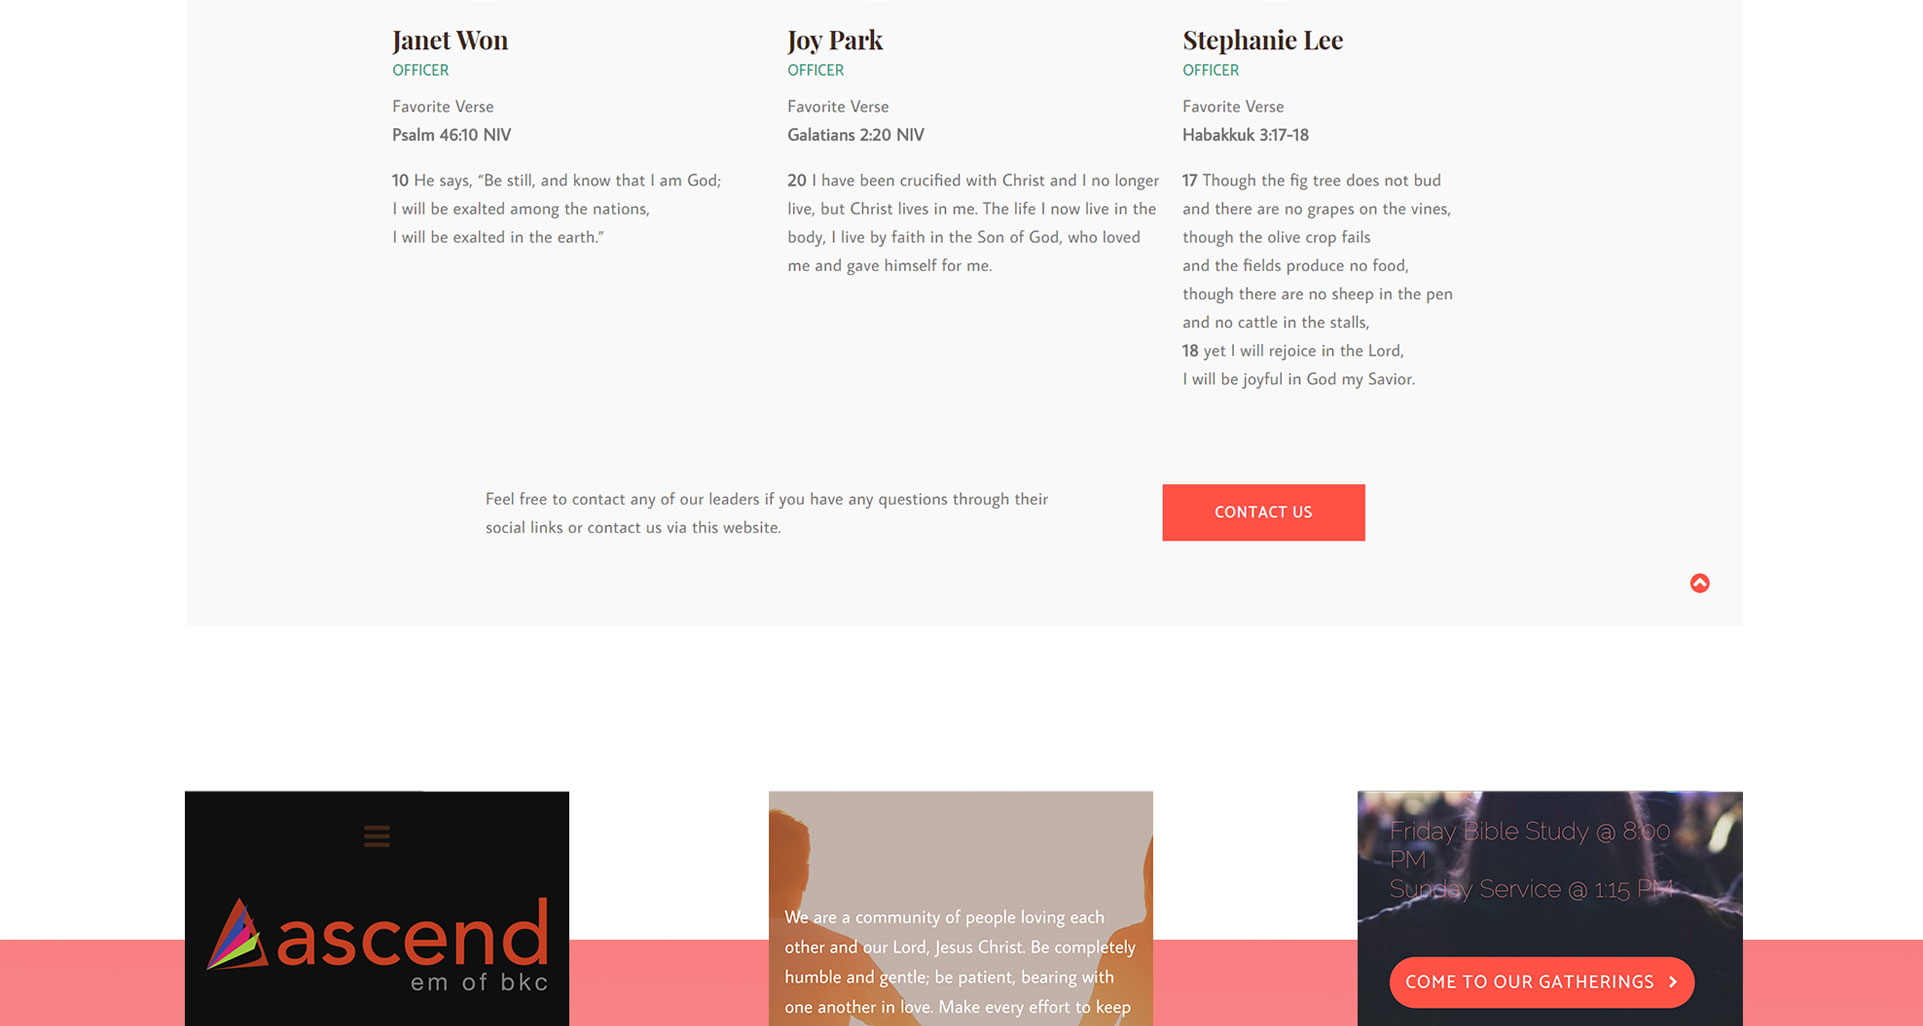 Janet Won
OFFICER
Favorite Verse
Psalm 46:10 NIV
10 He says, “Be still, and know that I am God;
I will be exalted among the nations,
I will be exalted in the earth.”
Joy Park
OFFICER
Favorite Verse
Galatians 2:20 NIV
20 I have been crucified with Christ and I no longer
live, but Christ lives in me. The life I now live in the
body, I live by faith in the Son of God, who loved
me and gave himself for me.
Stephanie Lee
OFFICER
Favorite Verse
Habakkuk 3:17-18
17 Though the fig tree does not bud
and there are no grapes on the vines,
though the olive crop fails
and the fields produce no food,
though there are no sheep in the pen
and no cattle in the stalls,
18 yet I will rejoice in the Lord,
I will be joyful in God my Savior.
Feel free to contact any of our leaders if you have any questions through their
social links or contact us via this website.
CONTACT US
ascend
em of bkc
We are a community of people loving each
other and our Lord, Jesus Christ. Be completely
humble and gentle; be patient, bearing with
one another in love. Make every effort to keep
Friday Bible Study @ 8:00
PM
Sunday Service @ 1:15 PM
COME TO OUR GATHERINGS